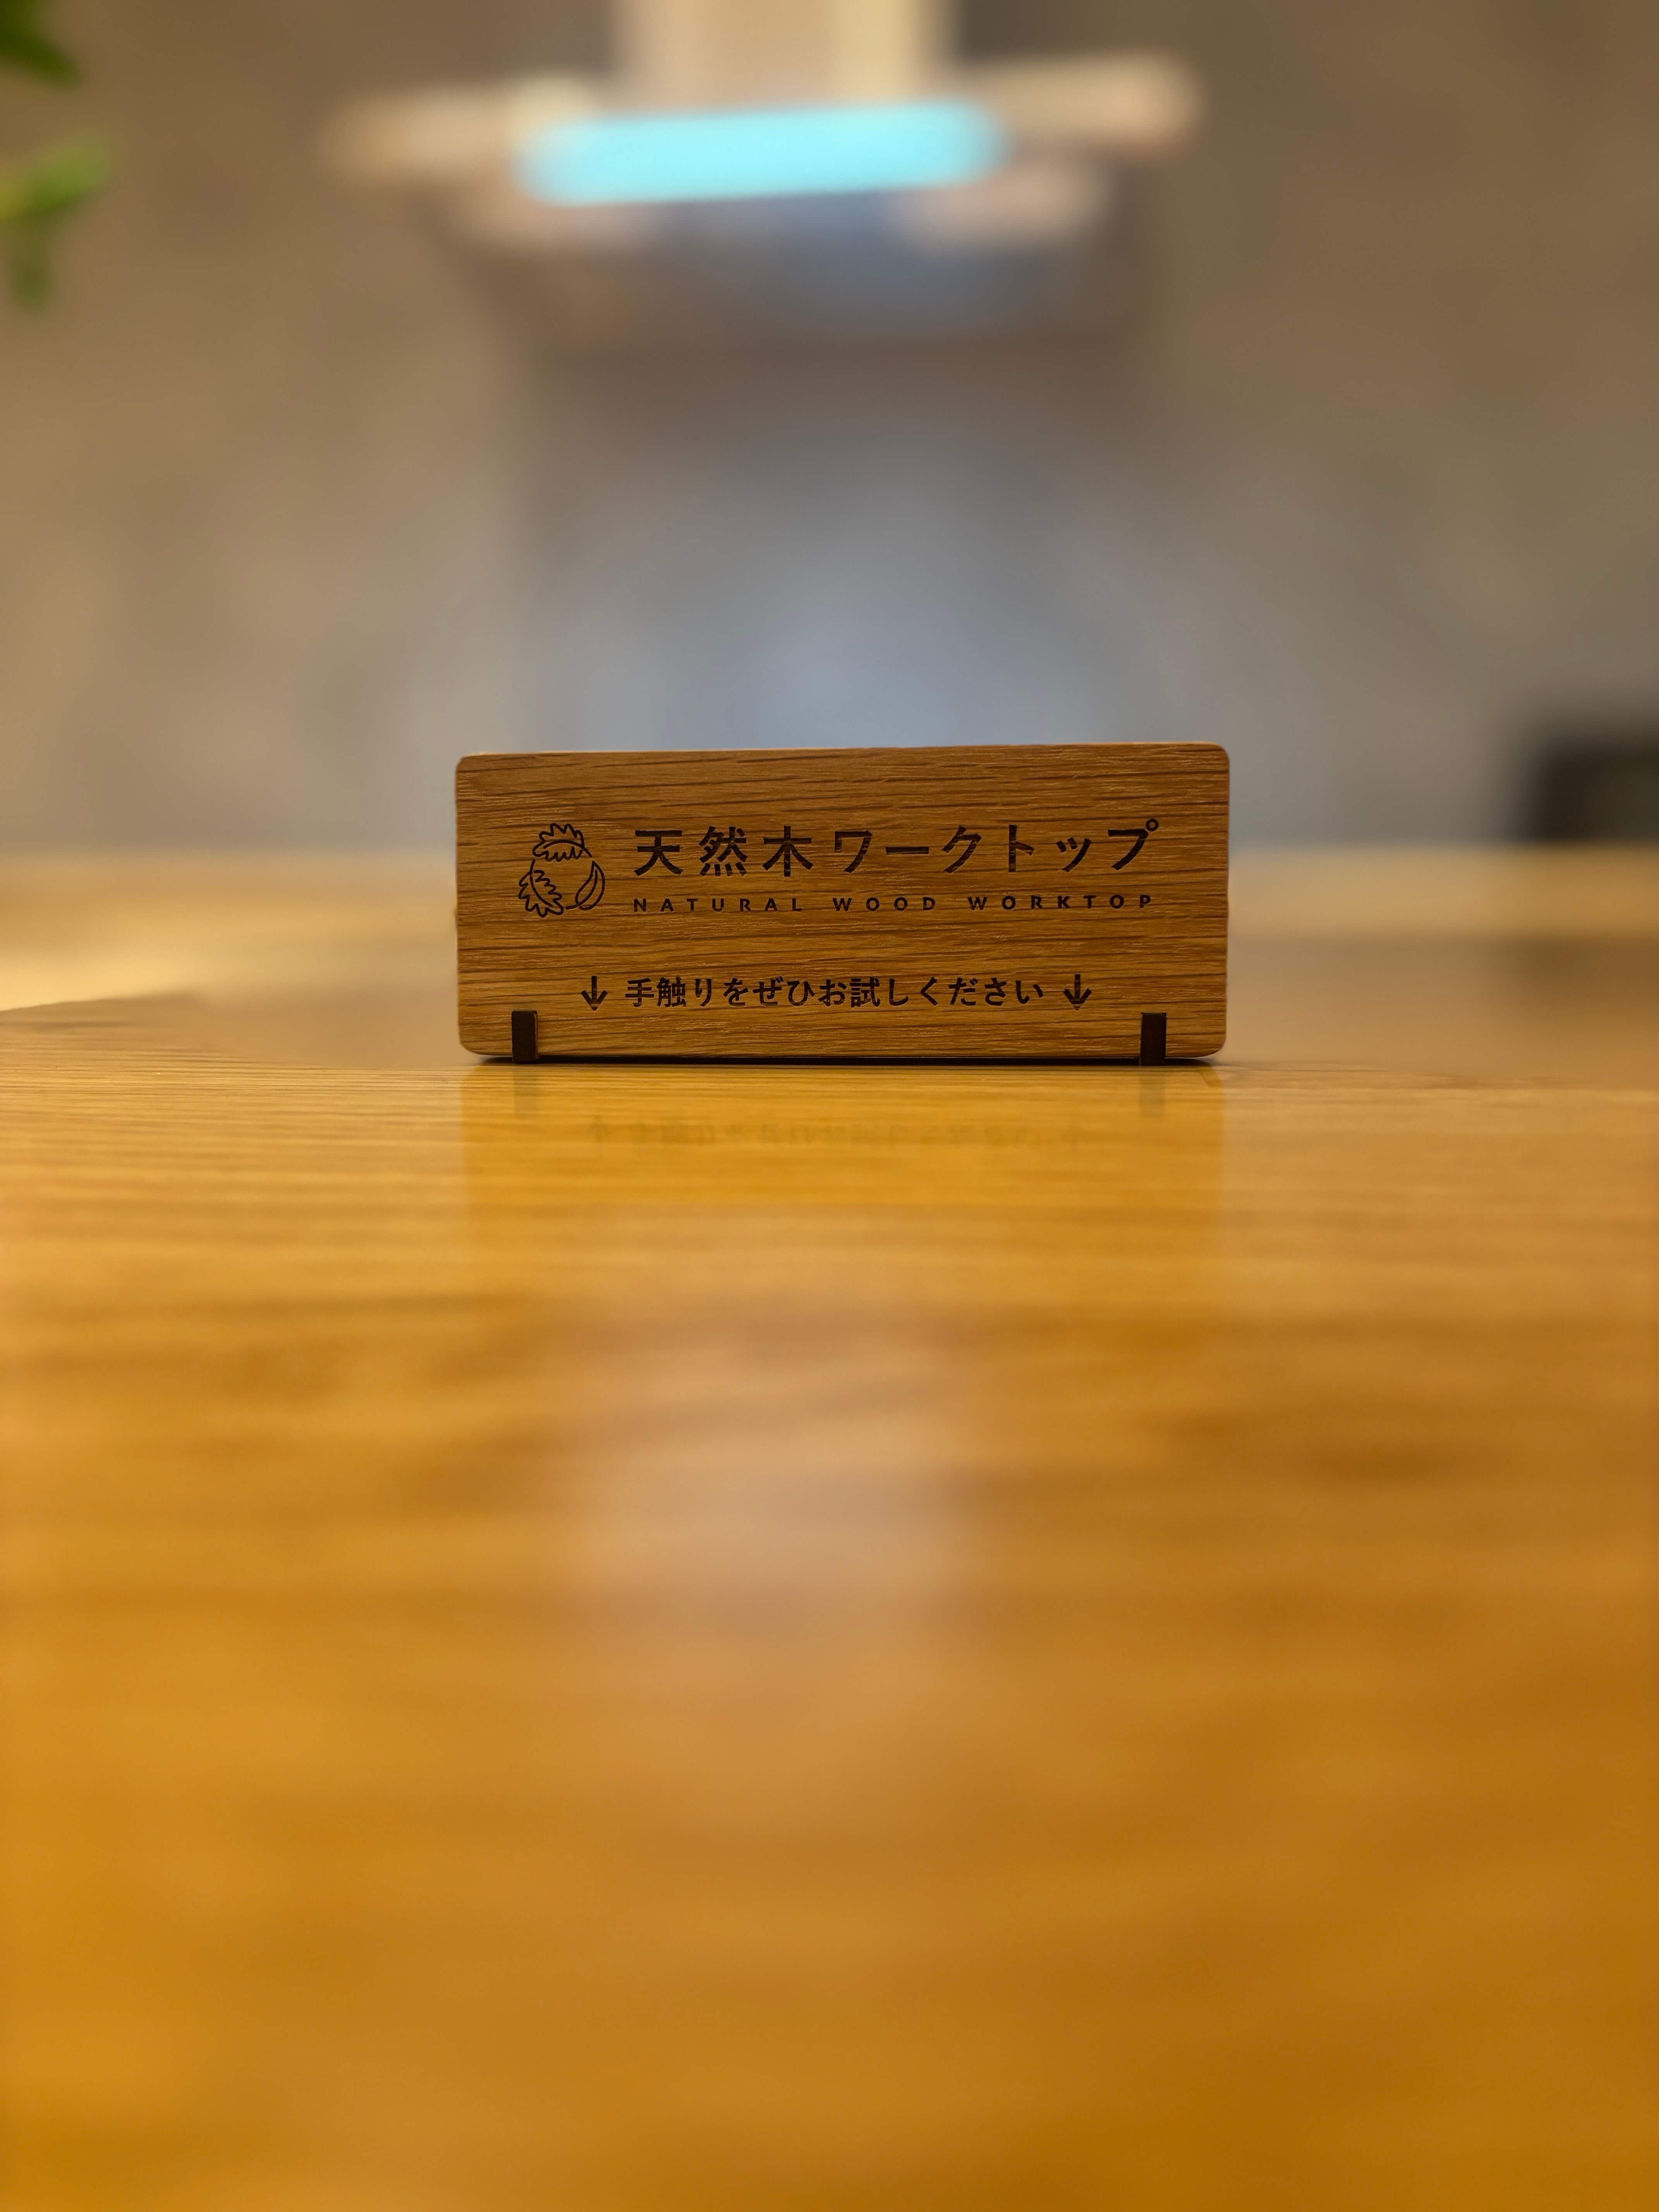 天然木ワークトップ
NATURAL WOOD WORKTOP
↓ 手触りをぜひお試しください ↓